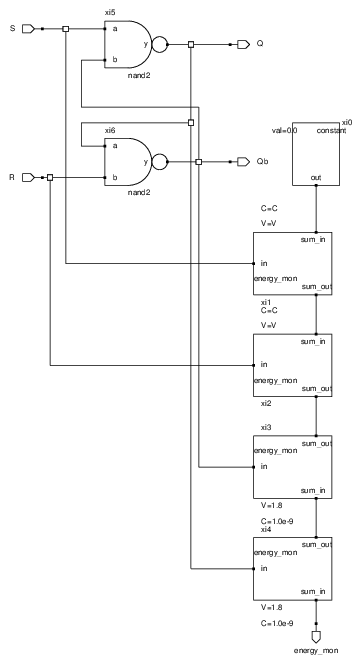 xi5
S
a
y
Q
b
nand2
xi6
a
xi0
val=0.0 constant
y
Qb
R
b
out
nand2
C=C
V=V
sum_in
in
energy_mon
sum_out
xi1
C=C
V=V
sum_in
in
energy_mon
sum_out
xi2
xi3
sum_out
energy_mon
in
sum_in
V=1.8
C=1.0e-9
xi4
sum_out
energy_mon
in
sum_in
V=1.8
C=1.0e-9
energy_mon